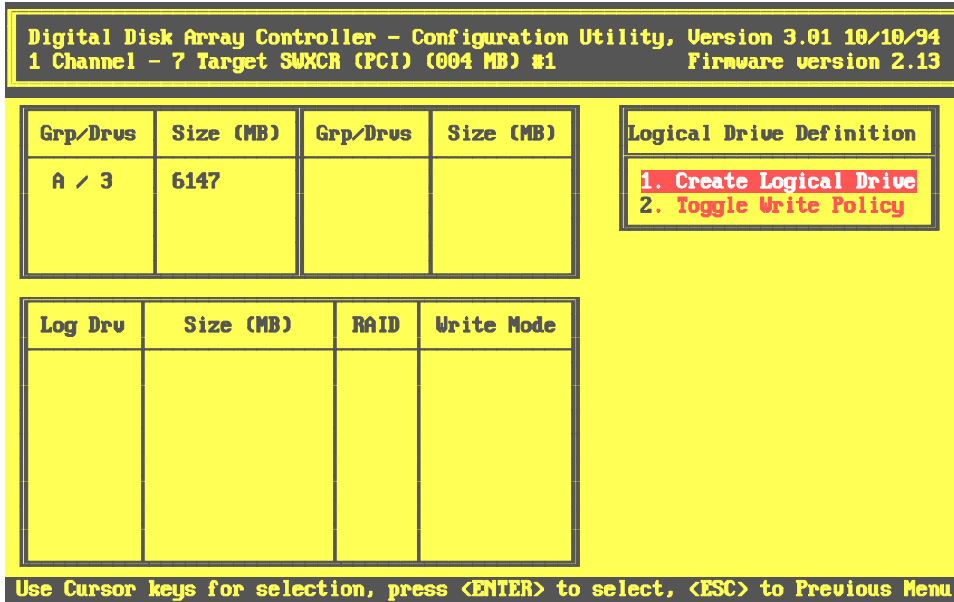 Digital Disk Array Controller - Configuration Utility, Version 3.01 10/10/94
1 Channel - 7 Target SWXCR (PCI) (004 MB) #1 Firmware version 2.13
Grp/Drvs Size (MB) Grp/Drvs Size (MB)
A / 3 6147
Logical Drive Definition
1. Create Logical Drive
2. Toggle Write Policy
Log Drv Size (MB) RAID Write Mode
Use Cursor keys for selection, press <ENTER> to select, <ESC> to Previous Menu